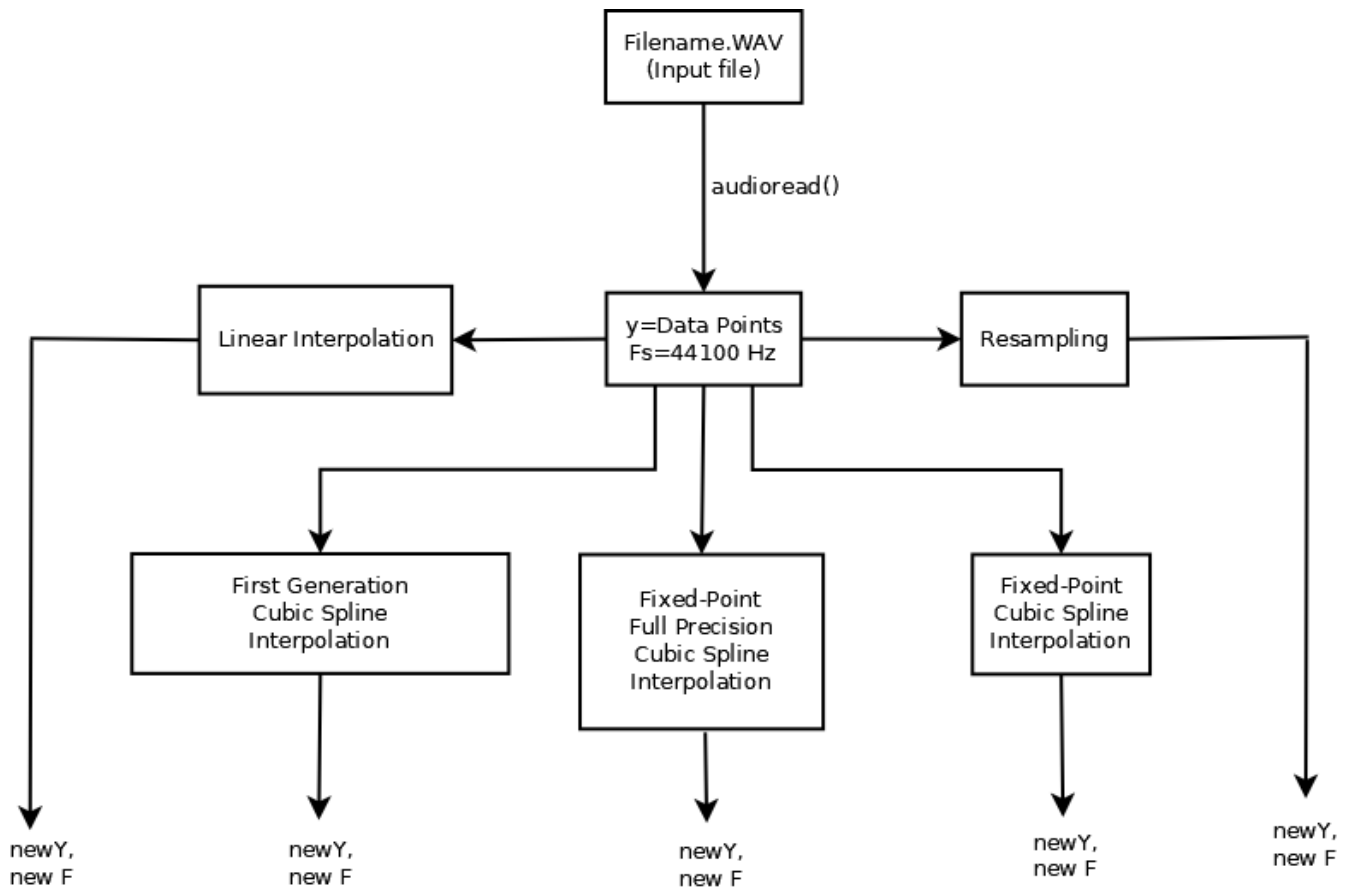 Filename.WAV
(Input file)
audioread()
Linear Interpolation
y=Data Points
Fs=44100 Hz
Resampling
First Generation
Cubic Spline
Interpolation
Fixed-Point
Full Precision
Cubic Spline
Interpolation
Fixed-Point
Cubic Spline
Interpolation
newY,
new F
newY,
new F
newY,
new F
newY,
new F
newY,
new F